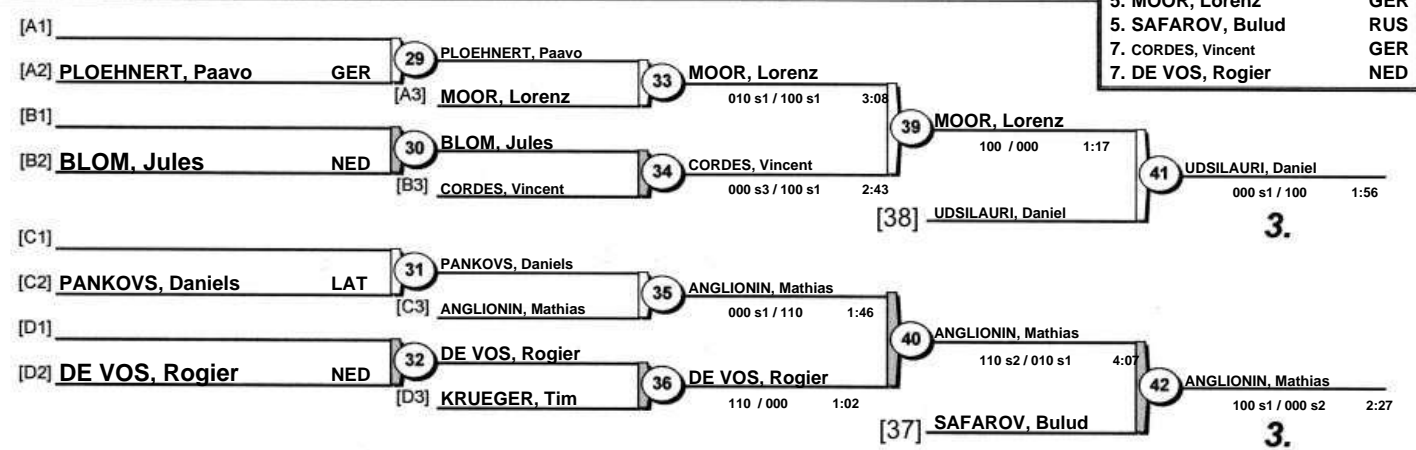 5. MOOR, Lorenz GER
5. SAFAROV, Bulud RUS
7. CORDES, Vincent GER
7. DE VOS, Rogier NED
[A1]
[A2] PLOEHNERT, Paavo GER
29 PLOEHNERT, Paavo
[A3] MOOR, Lorenz
33 MOOR, Lorenz
010 s1 / 100 s1 3:08
[B1]
[B2] BLOM, Jules NED
30 BLOM, Jules
[B3] CORDES, Vincent
34 CORDES, Vincent
000 s3 / 100 s1 2:43
39 MOOR, Lorenz
100 / 000 1:17
[38] UDSILAURI, Daniel
41 UDSILAURI, Daniel
000 s1 / 100 1:56
3.
[C1]
[C2] PANKOVS, Daniels LAT
31 PANKOVS, Daniels
[C3] ANGLIONIN, Mathias
35 ANGLIONIN, Mathias
000 s1 / 110 1:46
[D1]
[D2] DE VOS, Rogier NED
32 DE VOS, Rogier
[D3] KRUEGER, Tim
36 DE VOS, Rogier
110 / 000 1:02
40 ANGLIONIN, Mathias
110 s2 / 010 s1 4:07
[37] SAFAROV, Bulud
42 ANGLIONIN, Mathias
100 s1 / 000 s2 2:27
3.